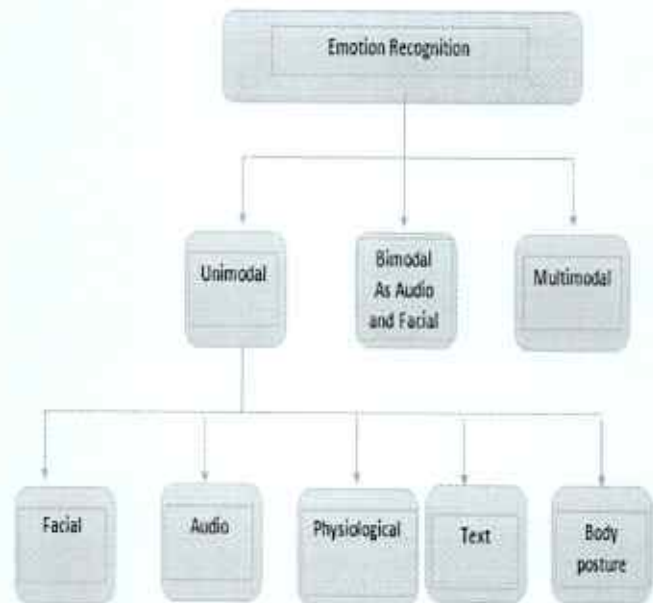 Emotion Recognition
Unimodal
Bimodal
As Audio
and Facial
Multimodal
Facial
Audio
Physiological
Text
Body
posture